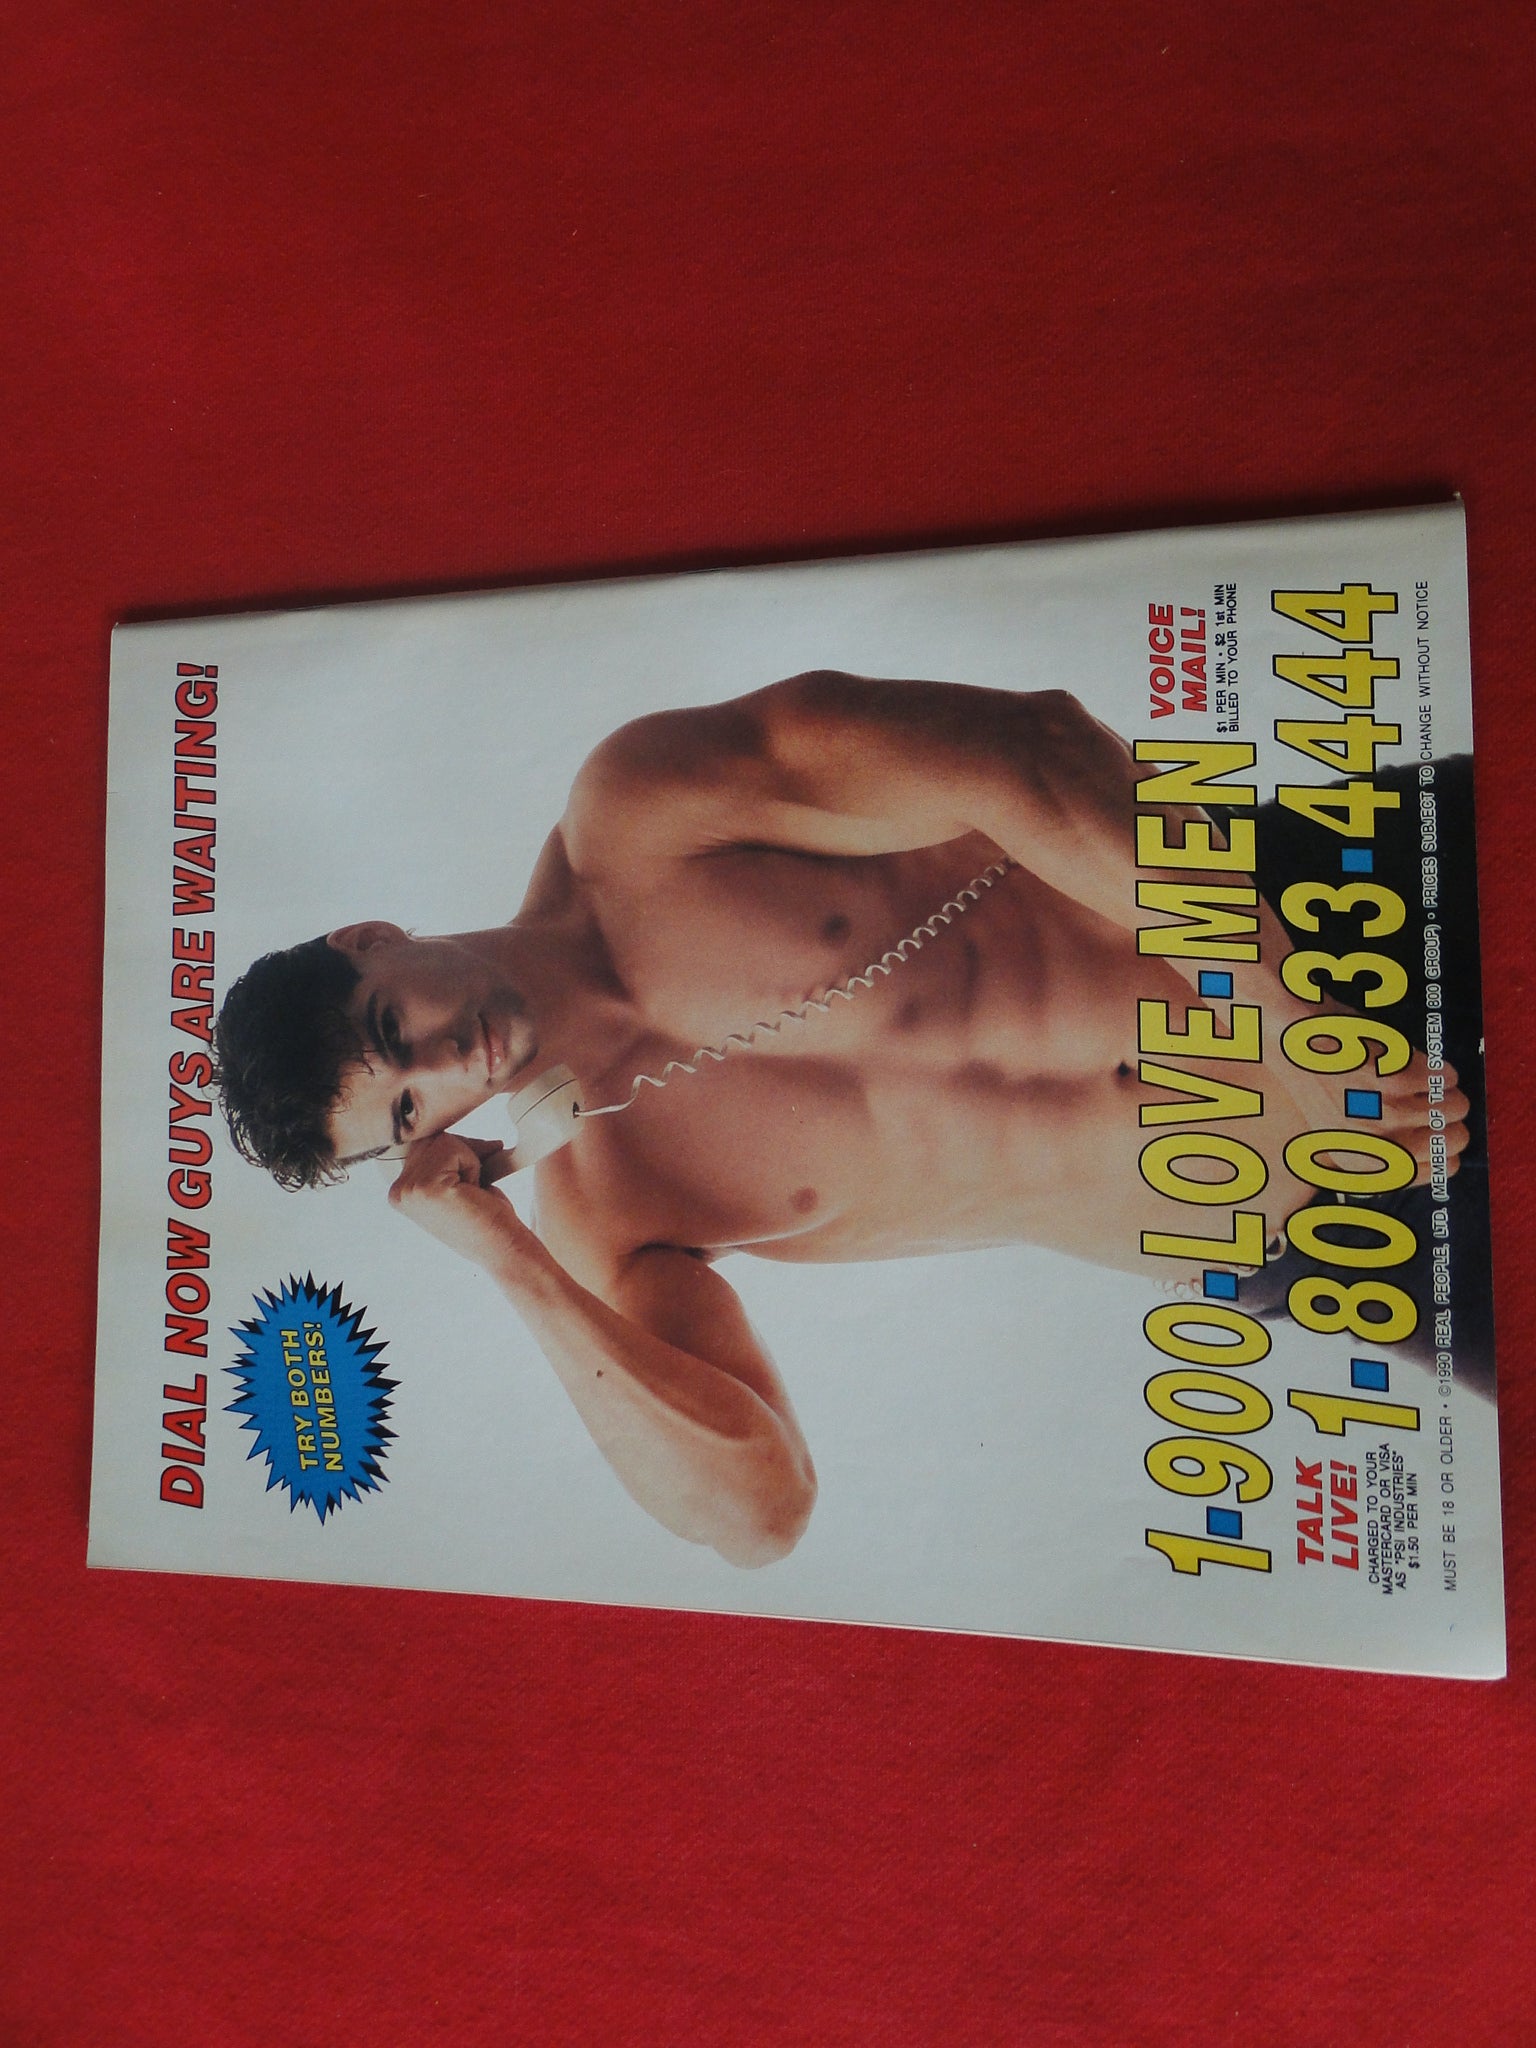 DIAL NOW GUYS ARE WAITING!
TRY BOTH
NUMBERS!
1-900-LOVE-MEN
VOICE
MAIL!
$1 PER MIN • $2 1st MIN
BILLED TO YOUR PHONE
TALK
LIVE!
CHARGED TO YOUR
MASTERCARD OR VISA
AS "PSI INDUSTRIES"
$1.50 PER MIN
1-800-933-4444
MUST BE 18 OR OLDER • ©1990 REAL PEOPLE, LTD. (MEMBER OF THE SYSTEM 800 GROUP) • PRICES SUBJECT TO CHANGE WITHOUT NOTICE